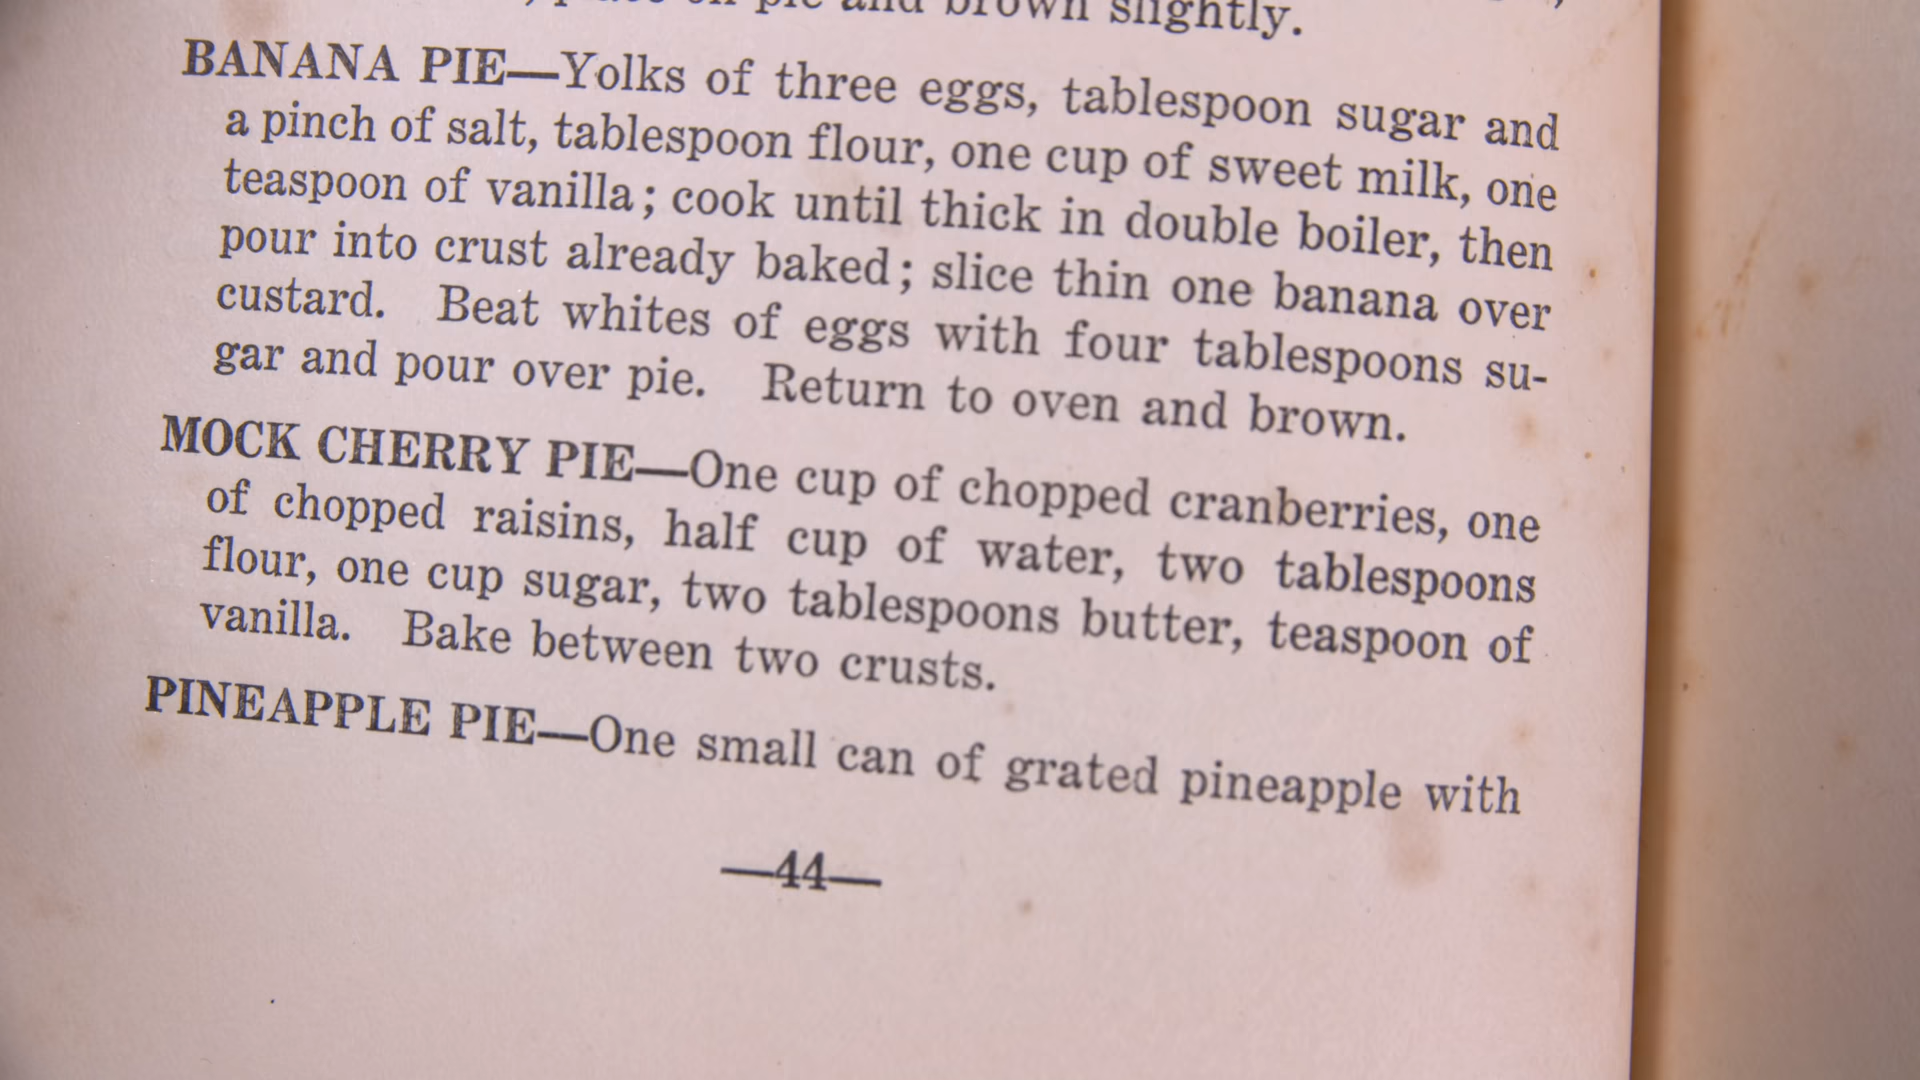 pie and brown slightly.
BANANA PIE—Yolks of three eggs, tablespoon sugar and
a pinch of salt, tablespoon flour, one cup of sweet milk, one
teaspoon of vanilla; cook until thick in double boiler, then
pour into crust already baked; slice thin one banana over
custard. Beat whites of eggs with four tablespoons su-
gar and pour over pie. Return to oven and brown.
MOCK CHERRY PIE—One cup of chopped cranberries, one
of chopped raisins, half cup of water, two tablespoons
flour, one cup sugar, two tablespoons butter, teaspoon of
vanilla. Bake between two crusts.
PINEAPPLE PIE—One small can of grated pineapple with
—44—